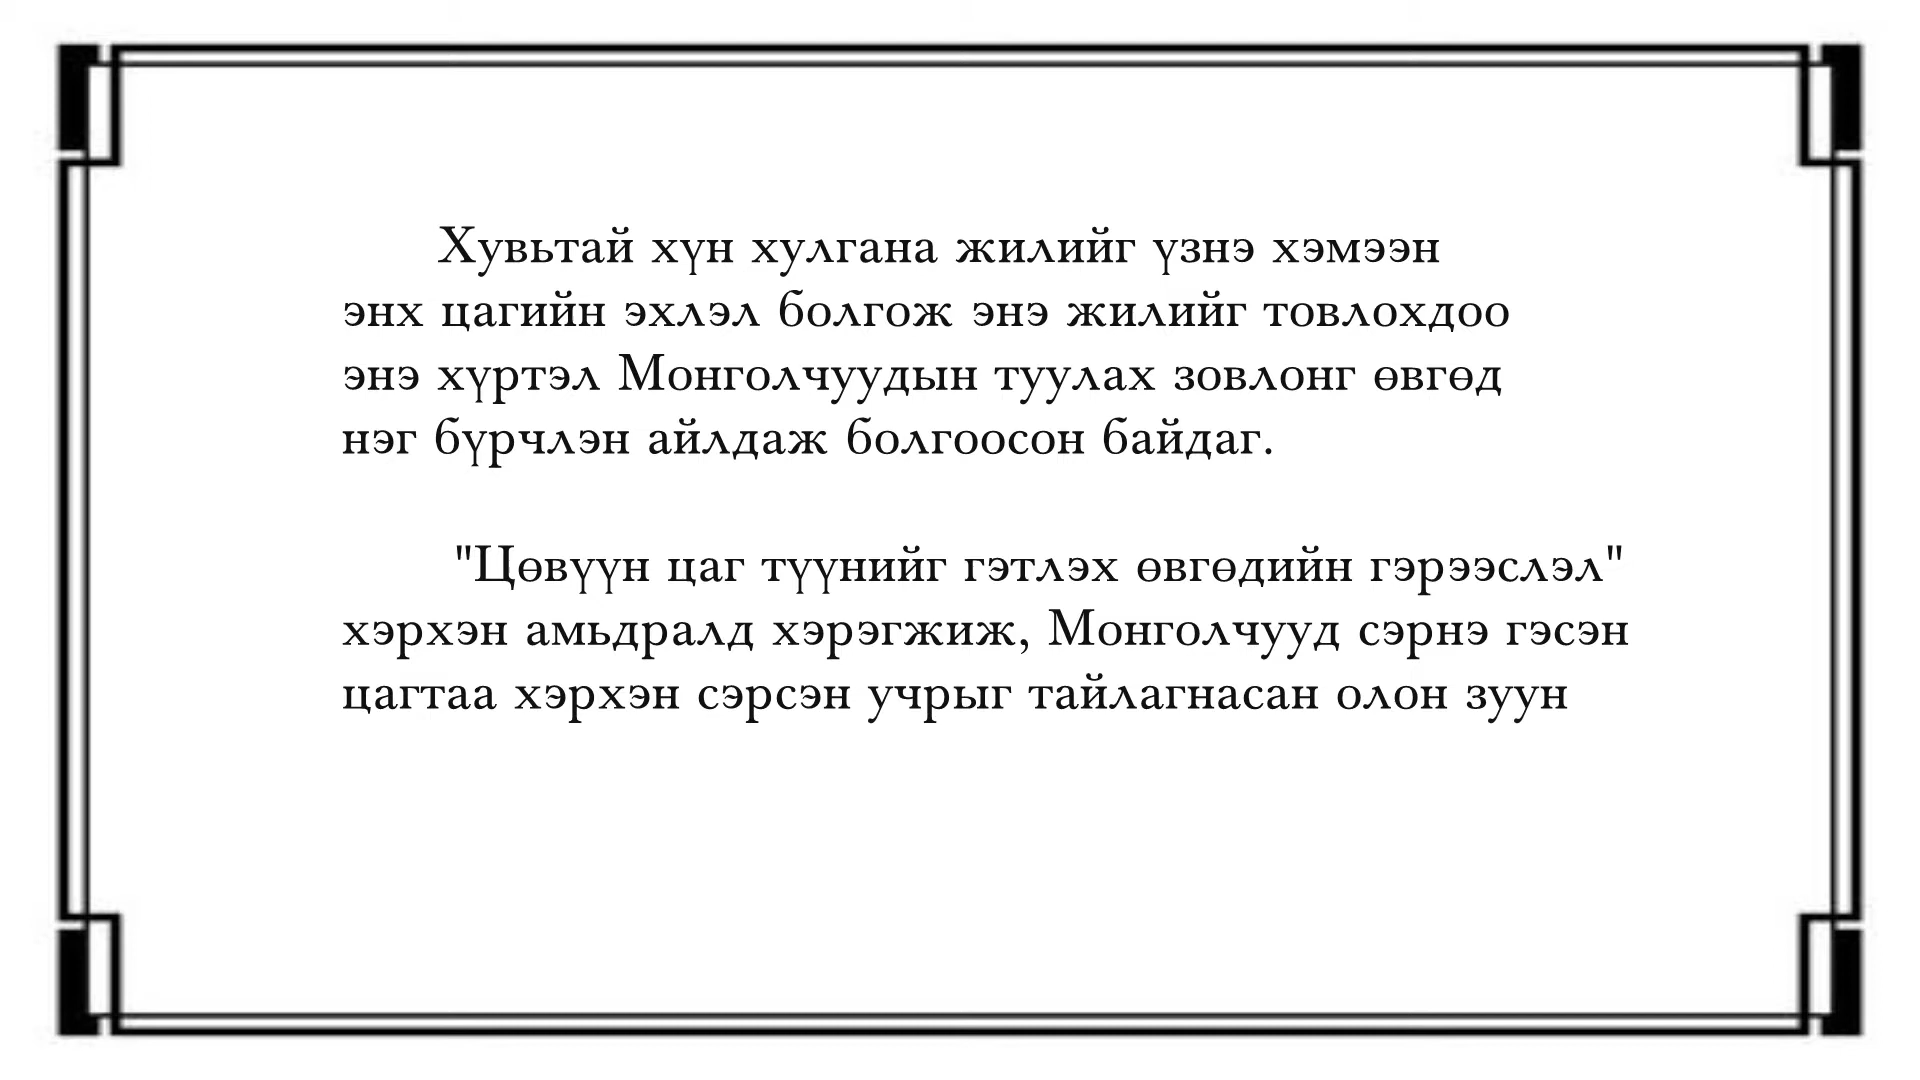 Хувьтай хүн хулгана жилийг үзнэ хэмээн
энх цагийн эхлэл болгож энэ жилийг товлохдоо
энэ хүртэл Монголчуудын туулах зовлонг өвгөд
нэг бүрчлэн айлдаж болгоосон байдаг.
"Цөвүүн цаг түүнийг гэтлэх өвгөдийн гэрээслэл"
хэрхэн амьдралд хэрэгжиж, Монголчууд сэрнэ гэсэн
цагтаа хэрхэн сэрсэн учрыг тайлагнасан олон зуун